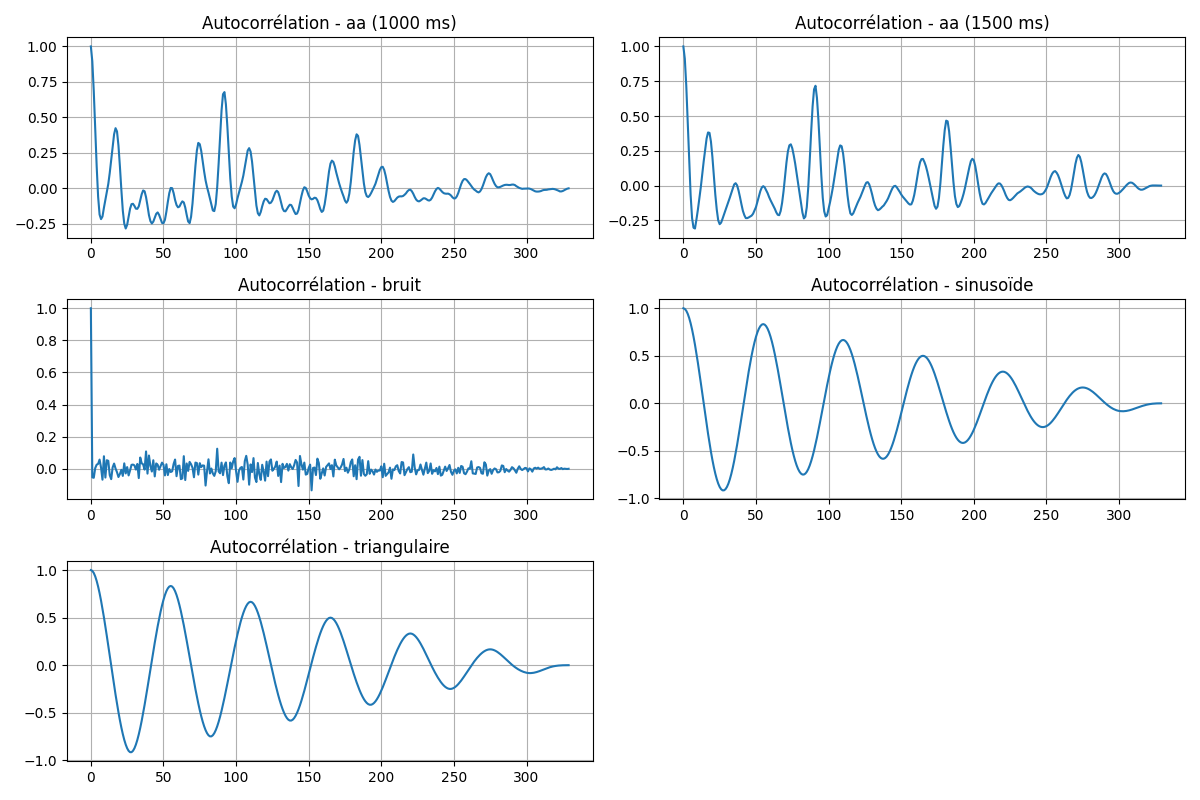 Autocorrélation - aa (1000 ms)
1.00
0.75
0.50
0.25
0.00
−0.25
0 50 100 150 200 250 300
Autocorrélation - aa (1500 ms)
1.00
0.75
0.50
0.25
0.00
−0.25
0 50 100 150 200 250 300
Autocorrélation - bruit
1.0
0.8
0.6
0.4
0.2
0.0
0 50 100 150 200 250 300
Autocorrélation - sinusoïde
1.0
0.5
0.0
−0.5
−1.0
0 50 100 150 200 250 300
Autocorrélation - triangulaire
1.0
0.5
0.0
−0.5
−1.0
0 50 100 150 200 250 300